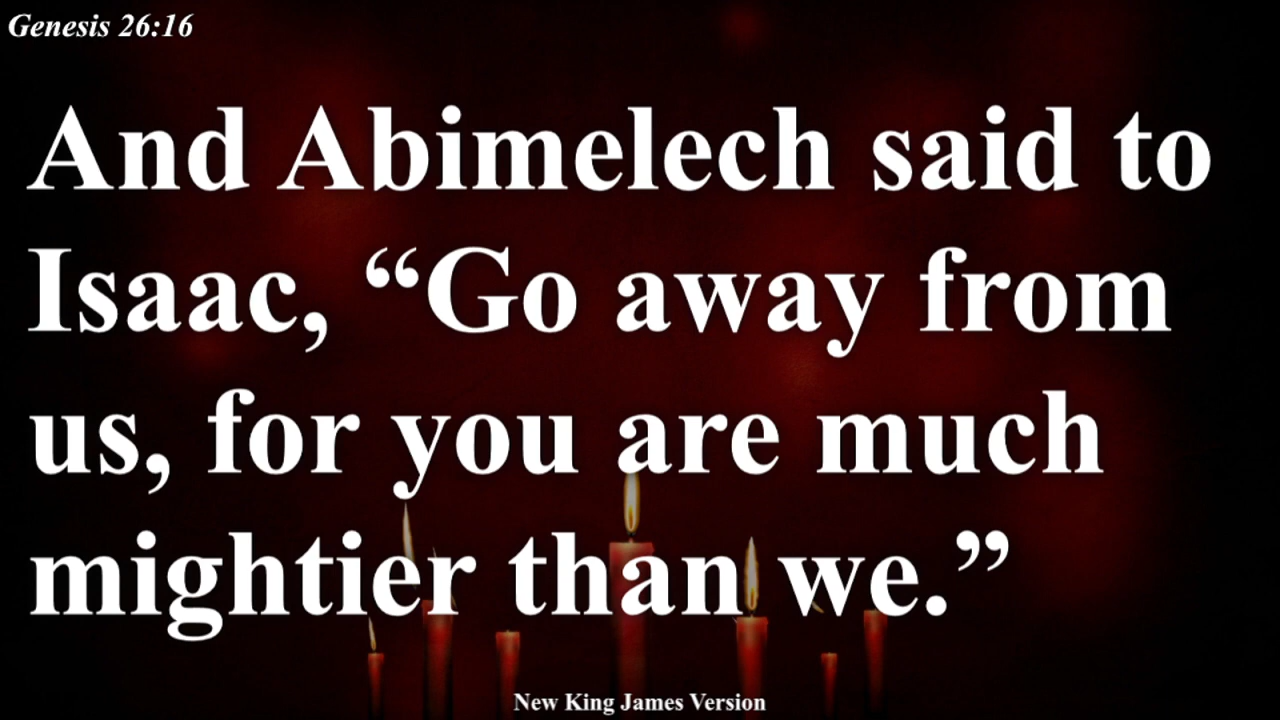 Genesis 26:16
And Abimelech said to
Isaac, “Go away from
us, for you are much
mightier than we.”
New King James Version